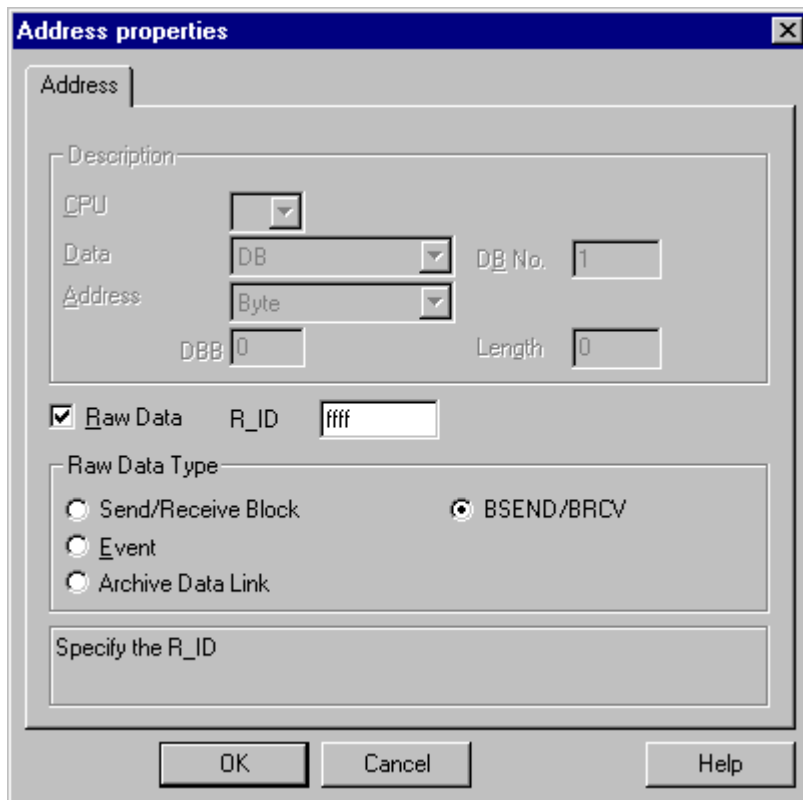 Address properties
Address
Description
CPU
Data DB DB No. 1
Address Byte
DBB 0 Length 0
Raw Data R_ID ffff
Raw Data Type
Send/Receive Block BSEND/BRCV
Event
Archive Data Link
Specify the R_ID
OK Cancel Help